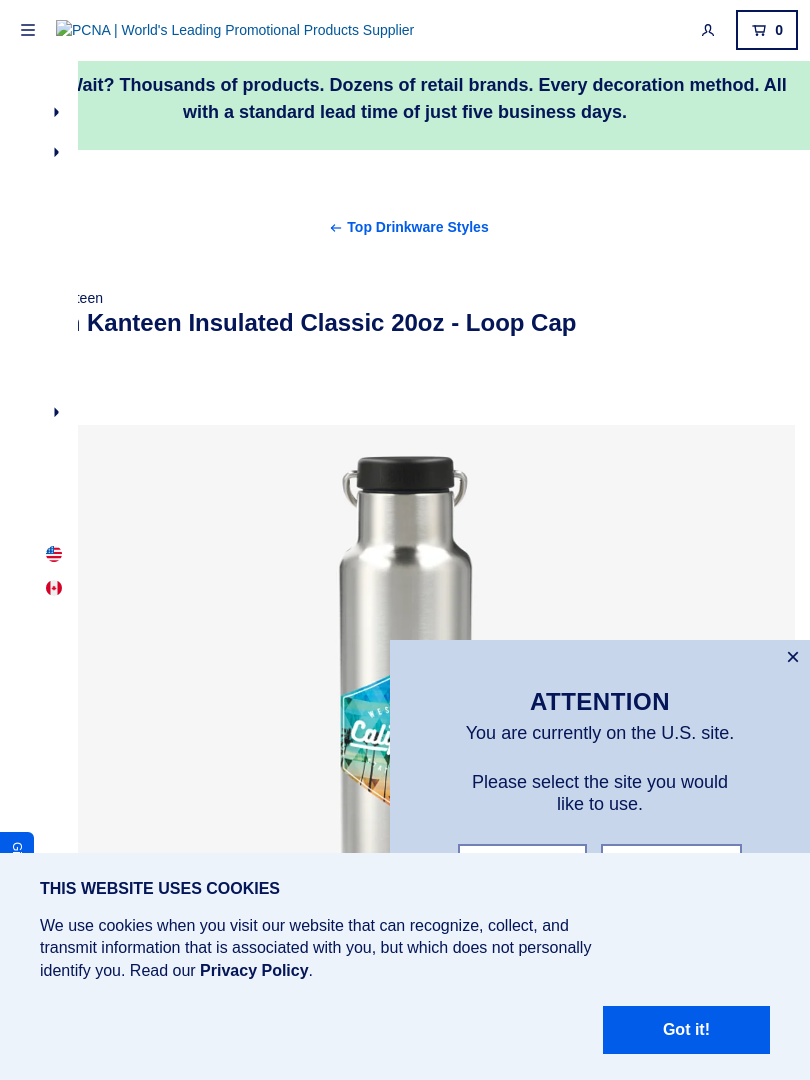 PCNA | World's Leading Promotional Products Supplier
0
Wait? Thousands of products. Dozens of retail brands. Every decoration method. All
with a standard lead time of just five business days.
Top Drinkware Styles
Kanteen Insulated Classic 20oz - Loop Cap
ATTENTION
You are currently on the U.S. site.
Please select the site you would
like to use.
THIS WEBSITE USES COOKIES
We use cookies when you visit our website that can recognize, collect, and
transmit information that is associated with you, but which does not personally
identify you. Read our Privacy Policy.
Got it!